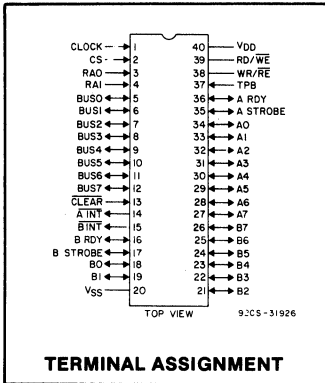 CLOCK 1 40 VDD
CS 2 39 RD/WE
RA0 3 38 WR/RE
RA1 4 37 TPB
BUS0 5 36 A RDY
BUS1 6 35 A STROBE
BUS2 7 34 A0
BUS3 8 33 A1
BUS4 9 32 A2
BUS5 10 31 A3
BUS6 11 30 A4
BUS7 12 29 A5
CLEAR 13 28 A6
A INT 14 27 A7
B INT 15 26 B7
B RDY 16 25 B6
B STROBE 17 24 B5
B0 18 23 B4
B1 19 22 B3
VSS 20 21 B2
TOP VIEW 92CS-31926
TERMINAL ASSIGNMENT